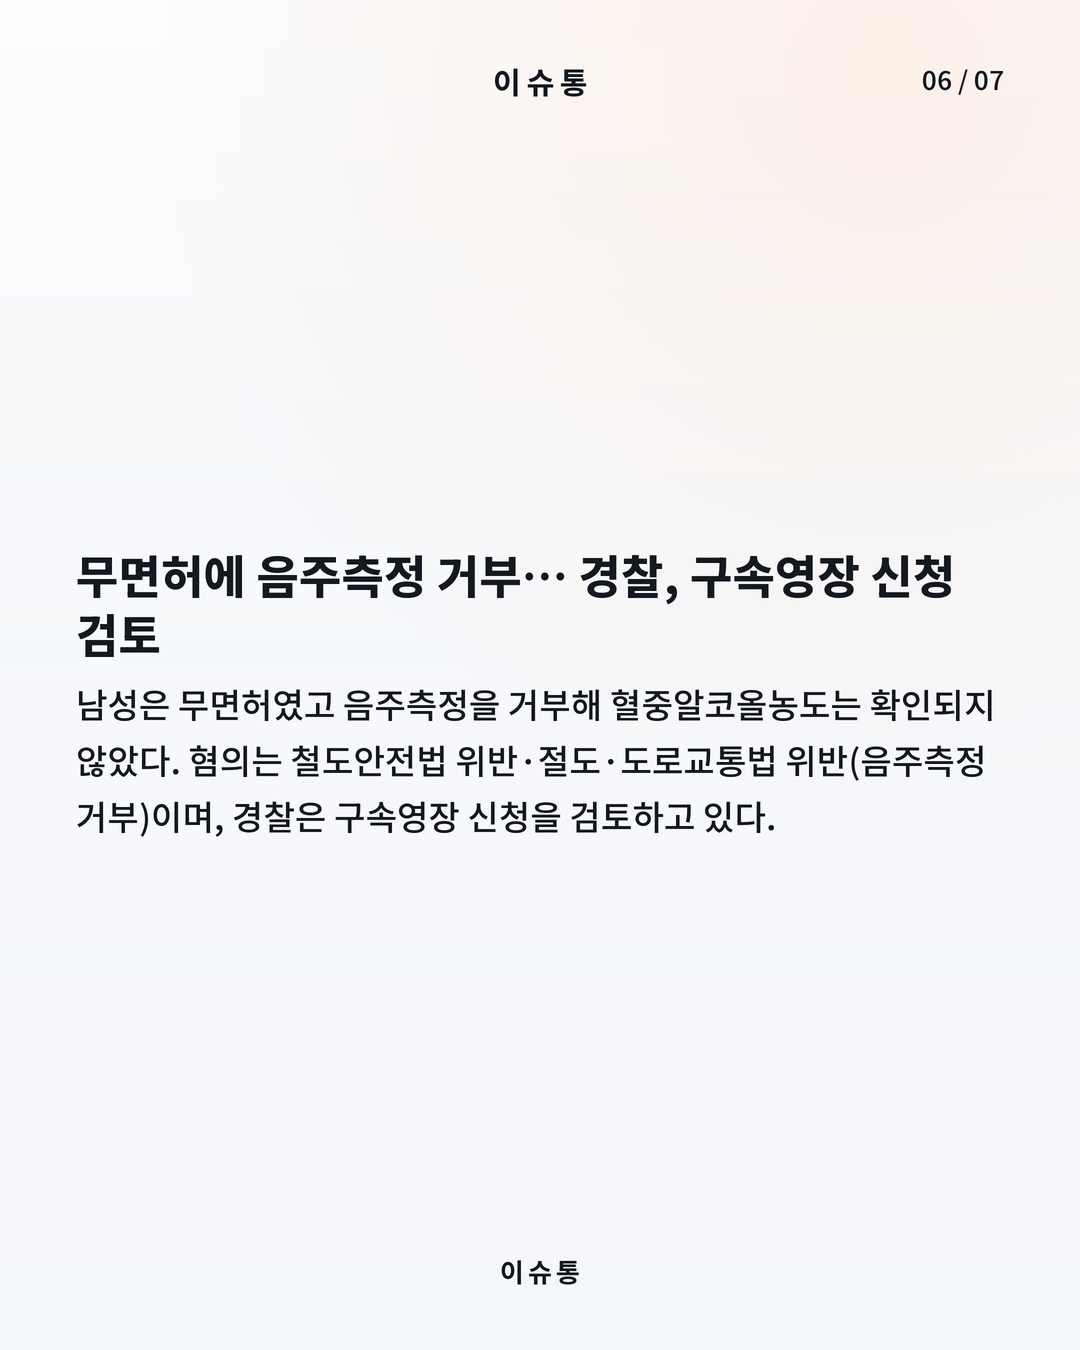 이슈통
06 / 07
무면허에 음주측정 거부… 경찰, 구속영장 신청
검토
남성은 무면허였고 음주측정을 거부해 혈중알코올농도는 확인되지
않았다. 혐의는 철도안전법 위반·절도·도로교통법 위반(음주측정
거부)이며, 경찰은 구속영장 신청을 검토하고 있다.
이슈통